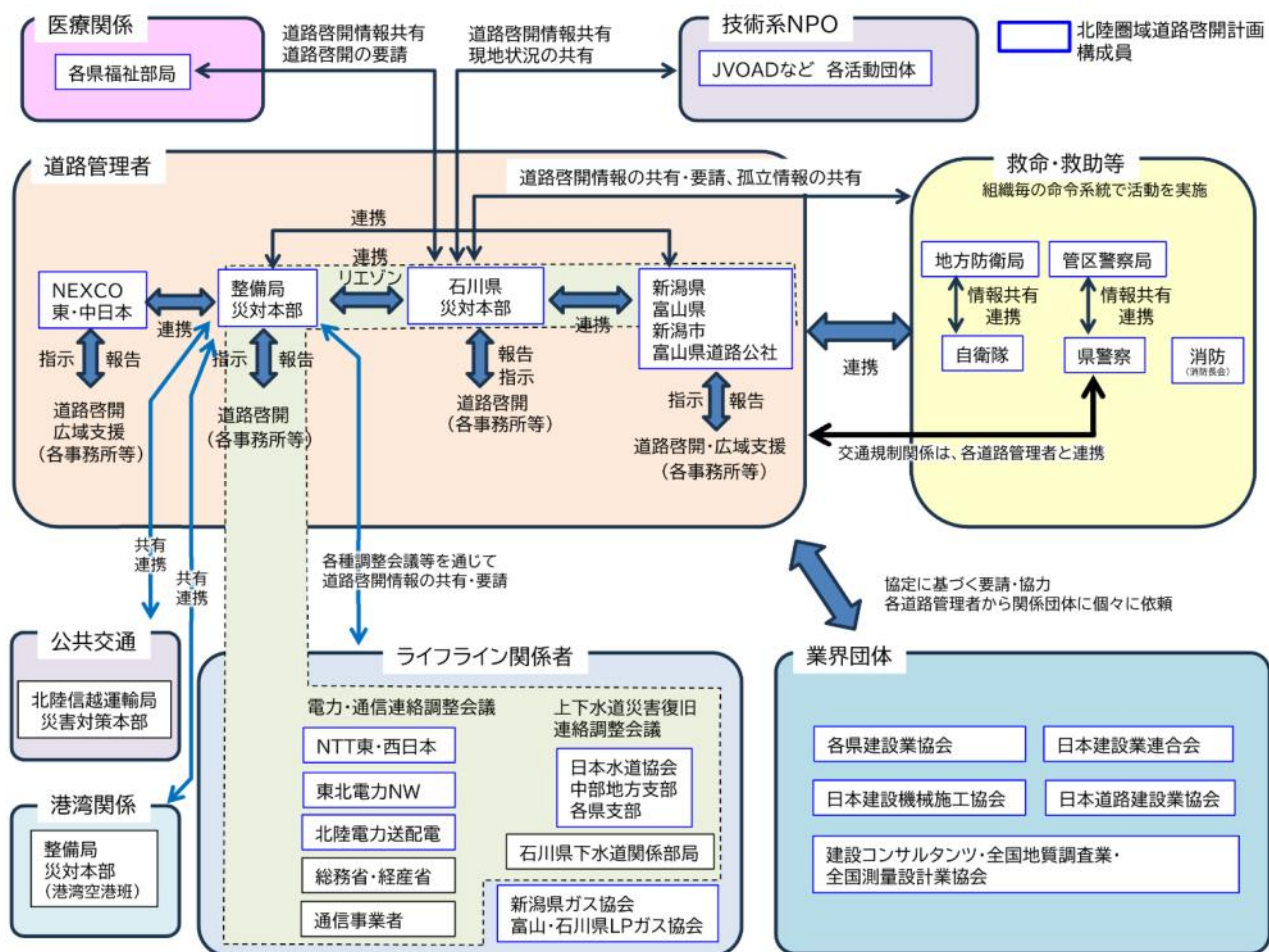 医療関係
各県福祉部局
道路啓開情報共有
道路啓開の要請
道路啓開情報共有
現地状況の共有
技術系NPO
JVOADなど 各活動団体
北陸圏域道路啓開計画
構成員
道路管理者
道路啓開情報の共有・要請、孤立情報の共有
連携
連携
リエゾン
NEXCO
東・中日本
連携
整備局
災対本部
石川県
災対本部
連携
新潟県
富山県
新潟市
富山県道路公社
指示 報告
道路啓開
広域支援
(各事務所等)
指示 報告
道路啓開
(各事務所等)
報告
指示
道路啓開
(各事務所等)
指示 報告
道路啓開・広域支援
(各事務所等)
連携
救命・救助等
組織毎の命令系統で活動を実施
地方防衛局
管区警察局
情報共有
連携
情報共有
連携
自衛隊
県警察
消防
(消防長会)
交通規制関係は、各道路管理者と連携
共有
連携
共有
連携
各種調整会議等を通じて
道路啓開情報の共有・要請
協定に基づく要請・協力
各道路管理者から関係団体に個々に依頼
公共交通
北陸信越運輸局
災害対策本部
港湾関係
整備局
災対本部
(港湾空港班)
ライフライン関係者
電力・通信連絡調整会議
NTT東・西日本
東北電力NW
北陸電力送配電
総務省・経産省
通信事業者
上下水道災害復旧
連絡調整会議
日本水道協会
中部地方支部
各県支部
石川県下水道関係部局
新潟県ガス協会
富山・石川県LPガス協会
業界団体
各県建設業協会
日本建設業連合会
日本建設機械施工協会
日本道路建設業協会
建設コンサルタンツ・全国地質調査業・
全国測量設計業協会